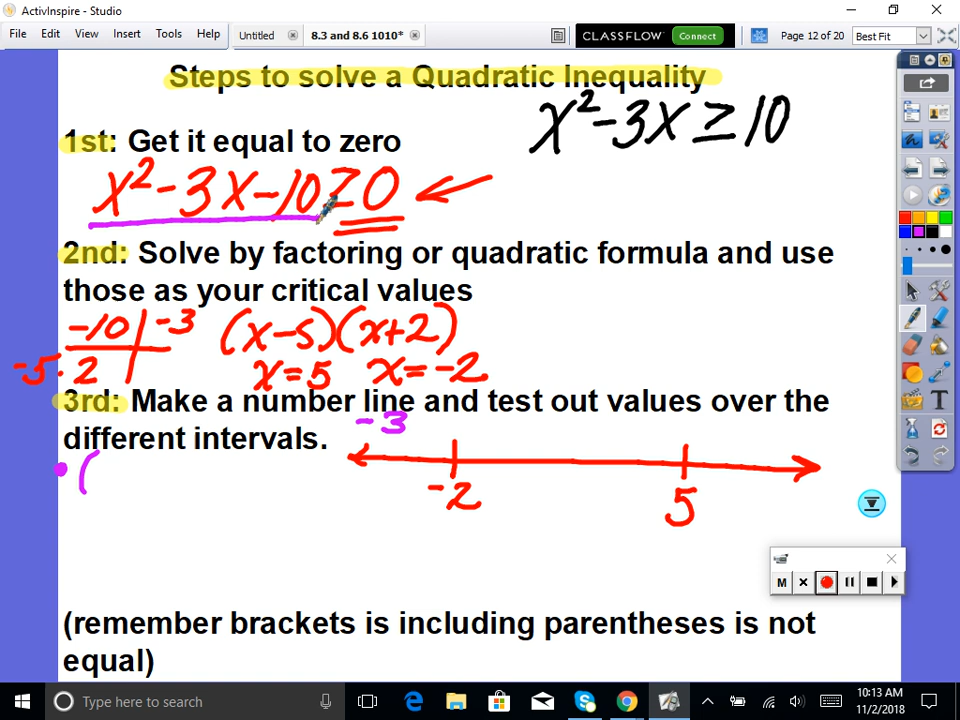 ActivInspire - Studio
File Edit View Insert Tools Help Untitled 8.3 and 8.6 1010* CLASSFLOW Connect Page 12 of 20 Best Fit
Steps to solve a Quadratic Inequality
x² - 3x ≥ 10
1st: Get it equal to zero
x² - 3x - 10 ≥ 0
2nd: Solve by factoring or quadratic formula and use
those as your critical values
-10 -3 (x-5)(x+2)
-5 · 2 x = 5 x = -2
3rd: Make a number line and test out values over the
-3
different intervals.
(
-2 5
M
(remember brackets is including parentheses is not
equal)
Type here to search
10:13 AM
11/2/2018